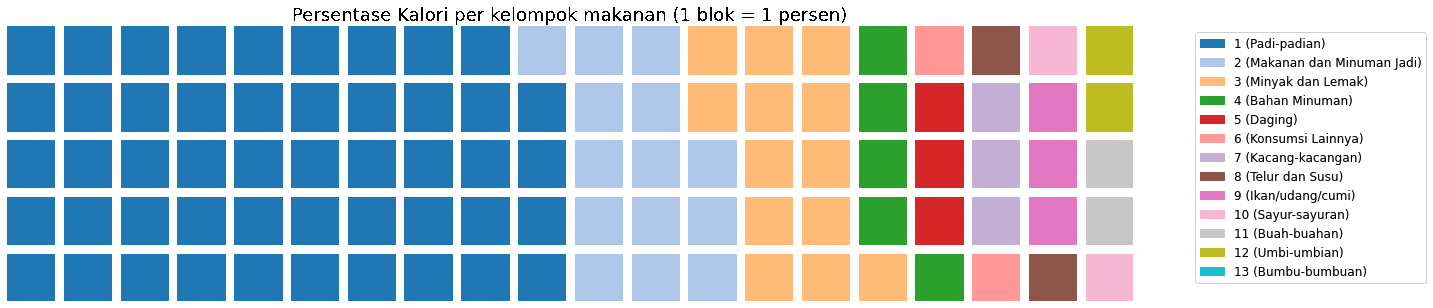 Persentase Kalori per kelompok makanan (1 blok = 1 persen)
1 (Padi-padian)
2 (Makanan dan Minuman Jadi)
3 (Minyak dan Lemak)
4 (Bahan Minuman)
5 (Daging)
6 (Konsumsi Lainnya)
7 (Kacang-kacangan)
8 (Telur dan Susu)
9 (Ikan/udang/cumi)
10 (Sayur-sayuran)
11 (Buah-buahan)
12 (Umbi-umbian)
13 (Bumbu-bumbuan)